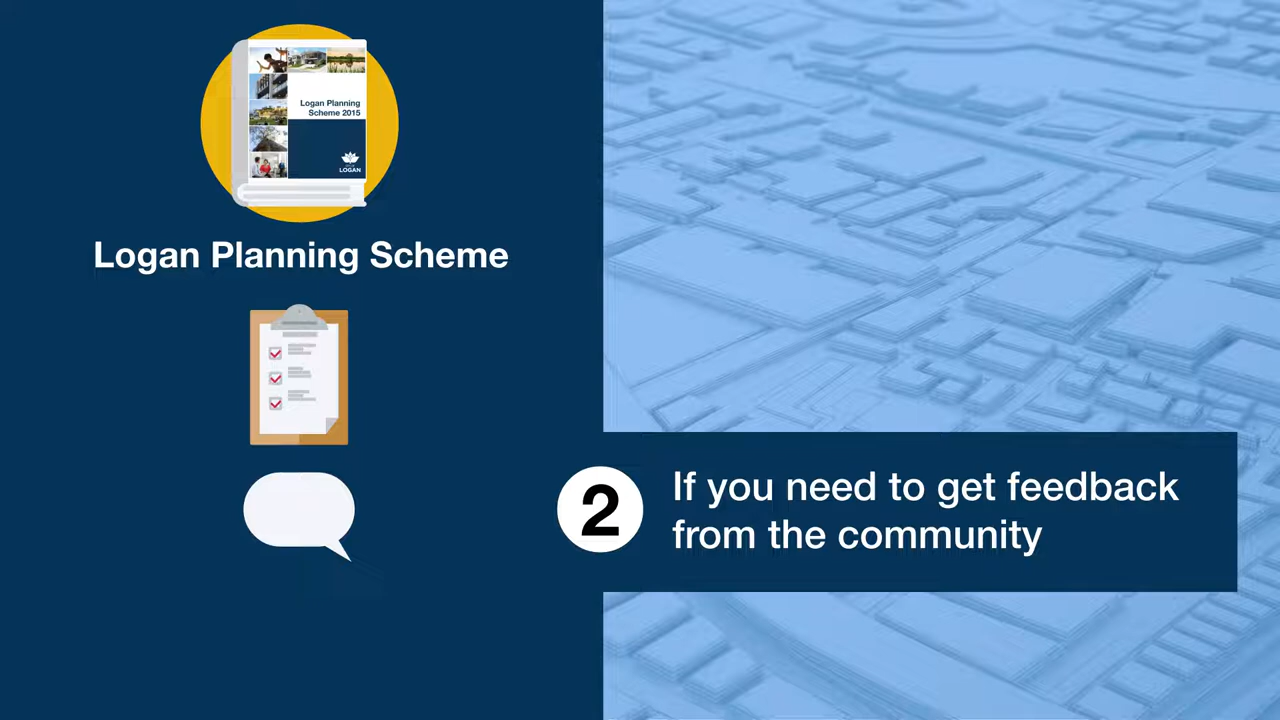 Logan Planning
Scheme 2015
LOGAN
Logan Planning Scheme
2
If you need to get feedback
from the community